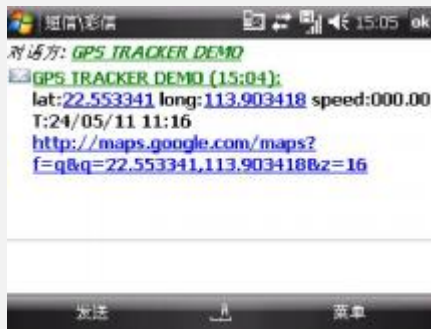 短信\彩信 15:05 ok
对话方: GPS TRACKER DEMO
GPS TRACKER DEMO (15:04):
lat:22.553341 long:113.903418 speed:000.00
T:24/05/11 11:16
http://maps.google.com/maps?
f=q&q=22.553341,113.903418&z=16
发送 菜单